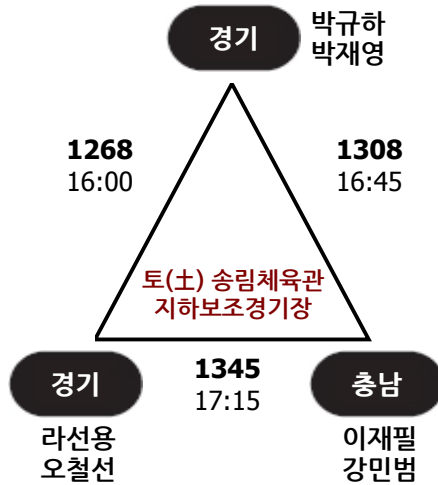 경기
박규하
박재영
1268
16:00
1308
16:45
토(土) 송림체육관
지하보조경기장
경기
라선용
오철선
1345
17:15
충남
이재필
강민범